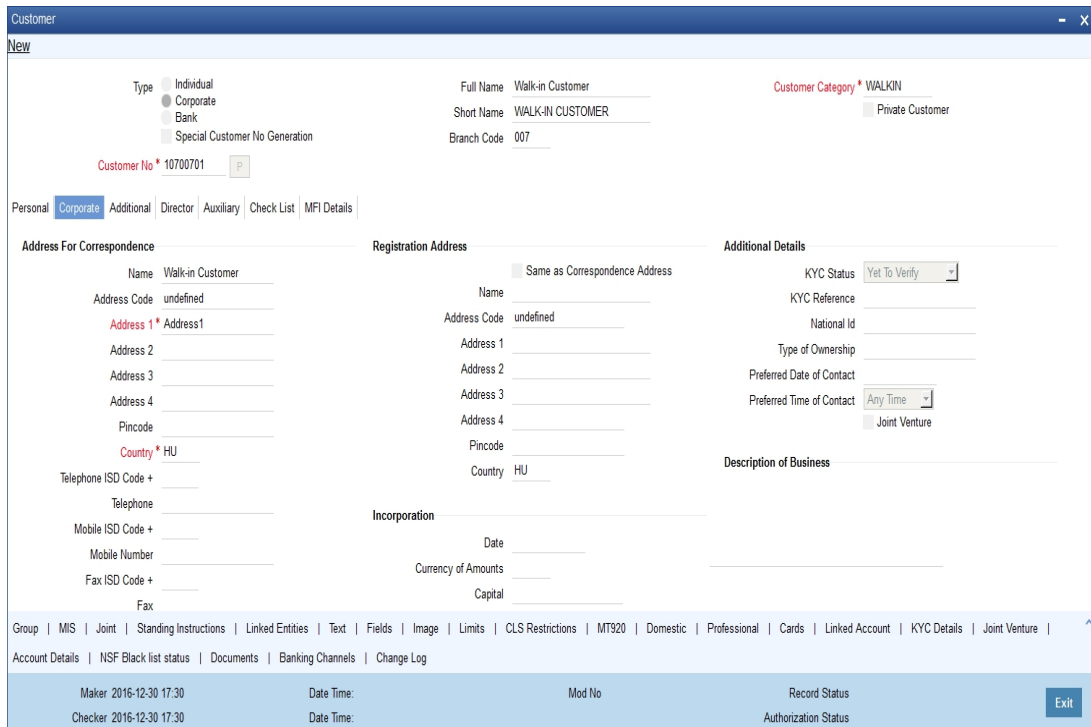 Customer - x
New
Type Individual
Corporate
Bank
Special Customer No Generation
Customer No * 10700701 P
Full Name Walk-in Customer
Short Name WALK-IN CUSTOMER
Branch Code 007
Customer Category * WALKIN
Private Customer
Personal Corporate Additional Director Auxiliary Check List MFI Details
Address For Correspondence
Name Walk-in Customer
Address Code undefined
Address 1 * Address1
Address 2
Address 3
Address 4
Pincode
Country * HU
Telephone ISD Code +
Telephone
Mobile ISD Code +
Mobile Number
Fax ISD Code +
Fax
Registration Address
Same as Correspondence Address
Name
Address Code undefined
Address 1
Address 2
Address 3
Address 4
Pincode
Country HU
Incorporation
Date
Currency of Amounts
Capital
Additional Details
KYC Status Yet To Verify
KYC Reference
National Id
Type of Ownership
Preferred Date of Contact
Preferred Time of Contact Any Time
Joint Venture
Description of Business
Group | MIS | Joint | Standing Instructions | Linked Entities | Text | Fields | Image | Limits | CLS Restrictions | MT920 | Domestic | Professional | Cards | Linked Account | KYC Details | Joint Venture |
Account Details | NSF Black list status | Documents | Banking Channels | Change Log
Maker 2016-12-30 17:30 Date Time: Mod No Record Status
Checker 2016-12-30 17:30 Date Time: Authorization Status
Exit